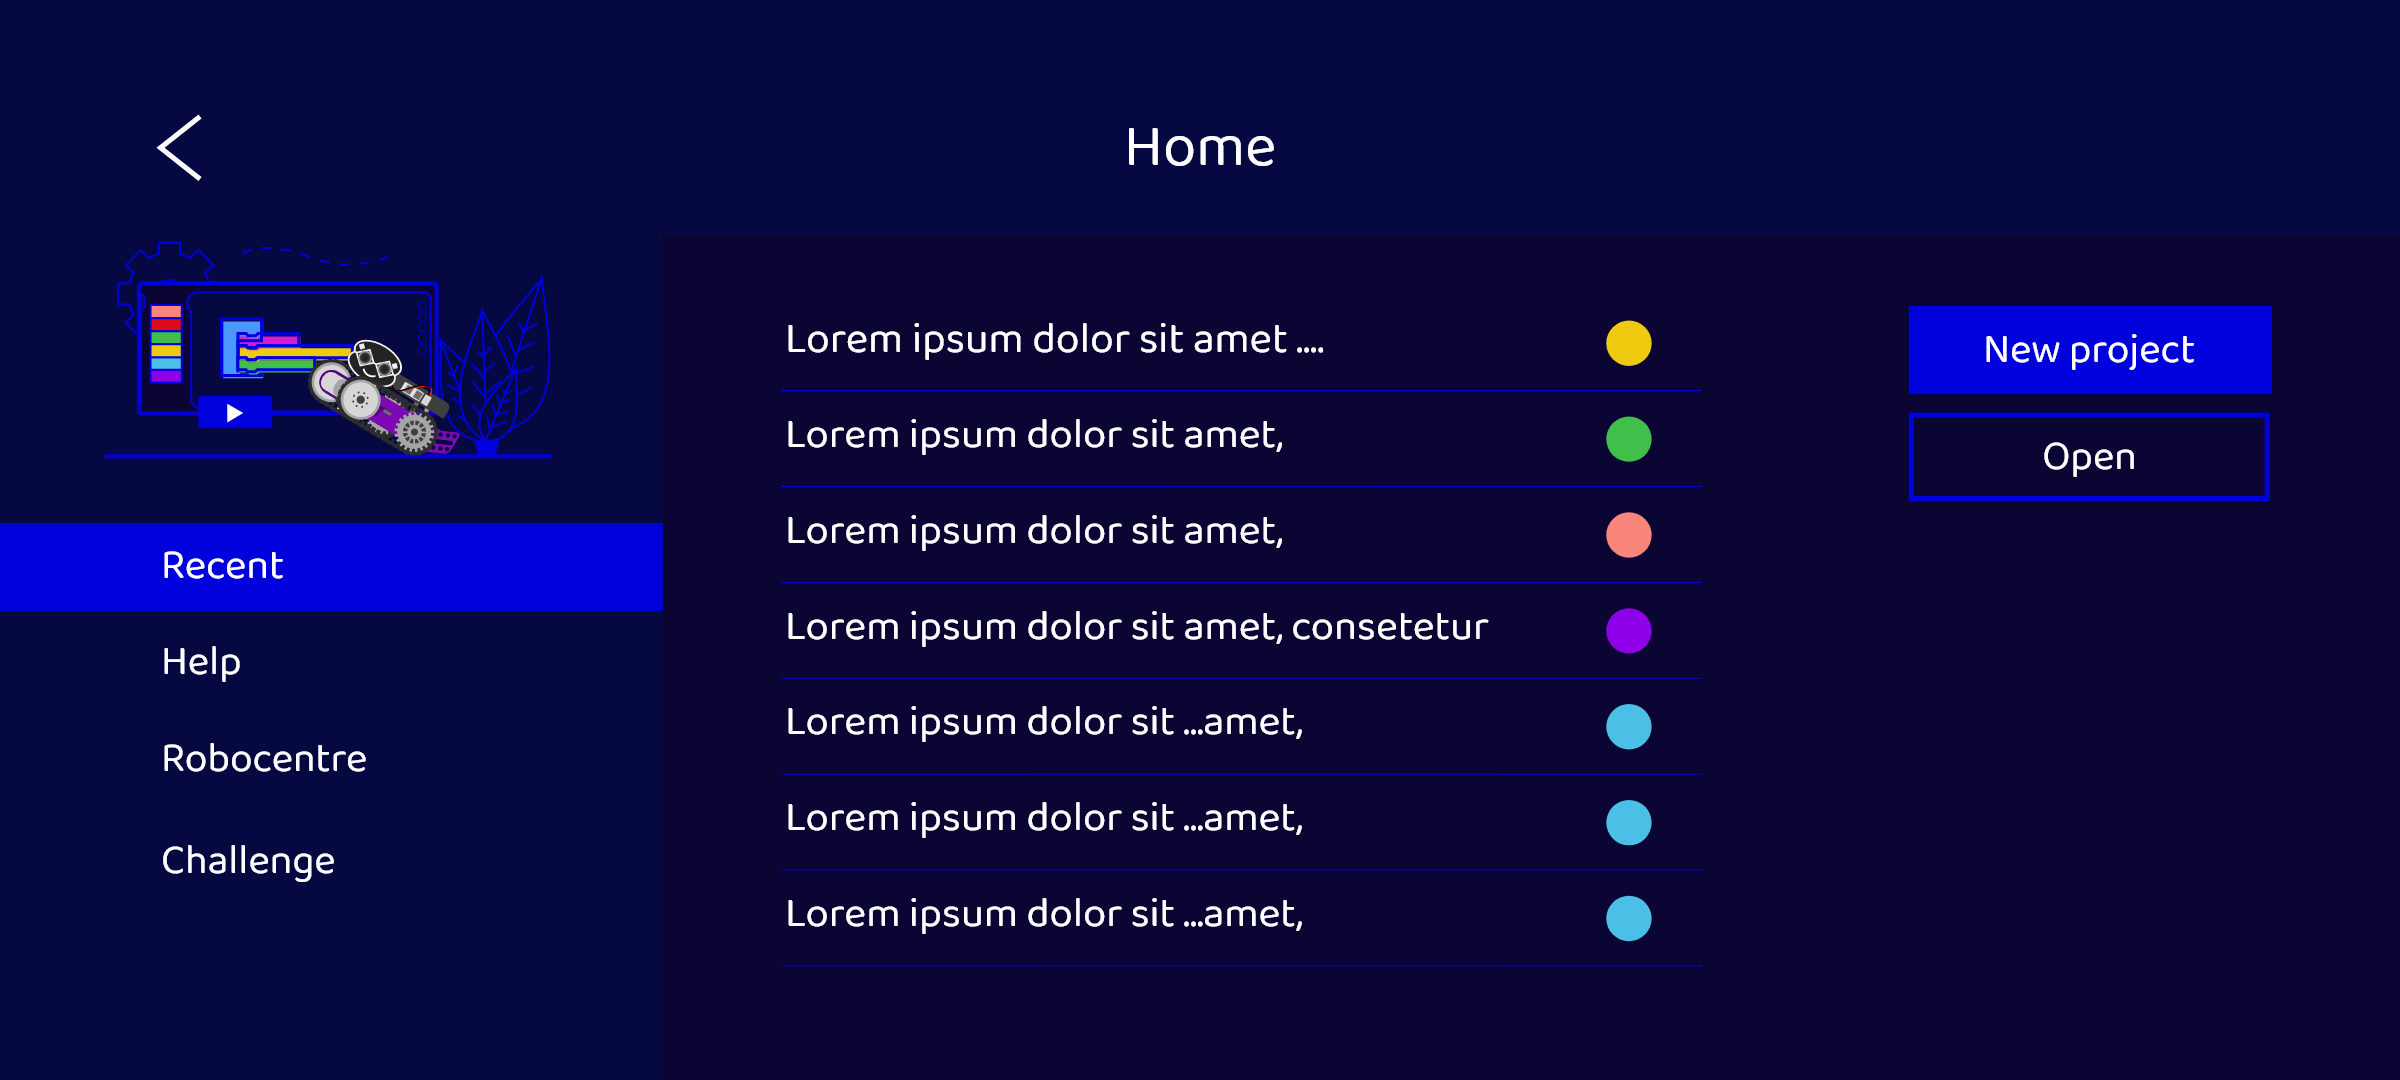 Home
Recent
Help
Robocentre
Challenge
Lorem ipsum dolor sit amet ....
Lorem ipsum dolor sit amet,
Lorem ipsum dolor sit amet,
Lorem ipsum dolor sit amet, consetetur
Lorem ipsum dolor sit ...amet,
Lorem ipsum dolor sit ...amet,
Lorem ipsum dolor sit ...amet,
New project
Open